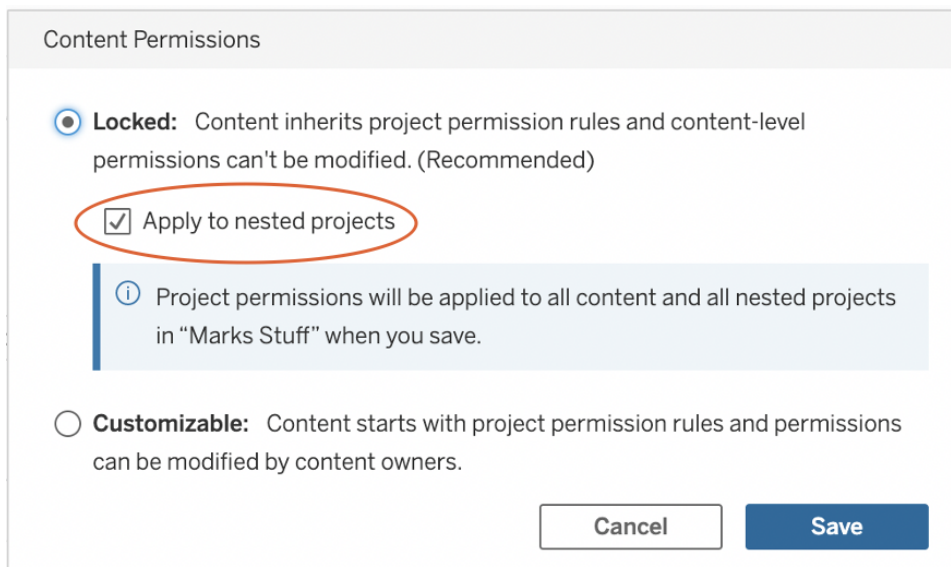 Content Permissions
Locked: Content inherits project permission rules and content-level
permissions can't be modified. (Recommended)
Apply to nested projects
Project permissions will be applied to all content and all nested projects
in “Marks Stuff” when you save.
Customizable: Content starts with project permission rules and permissions
can be modified by content owners.
Cancel Save